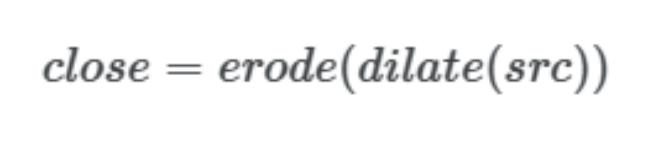 close = erode(dilate(src))